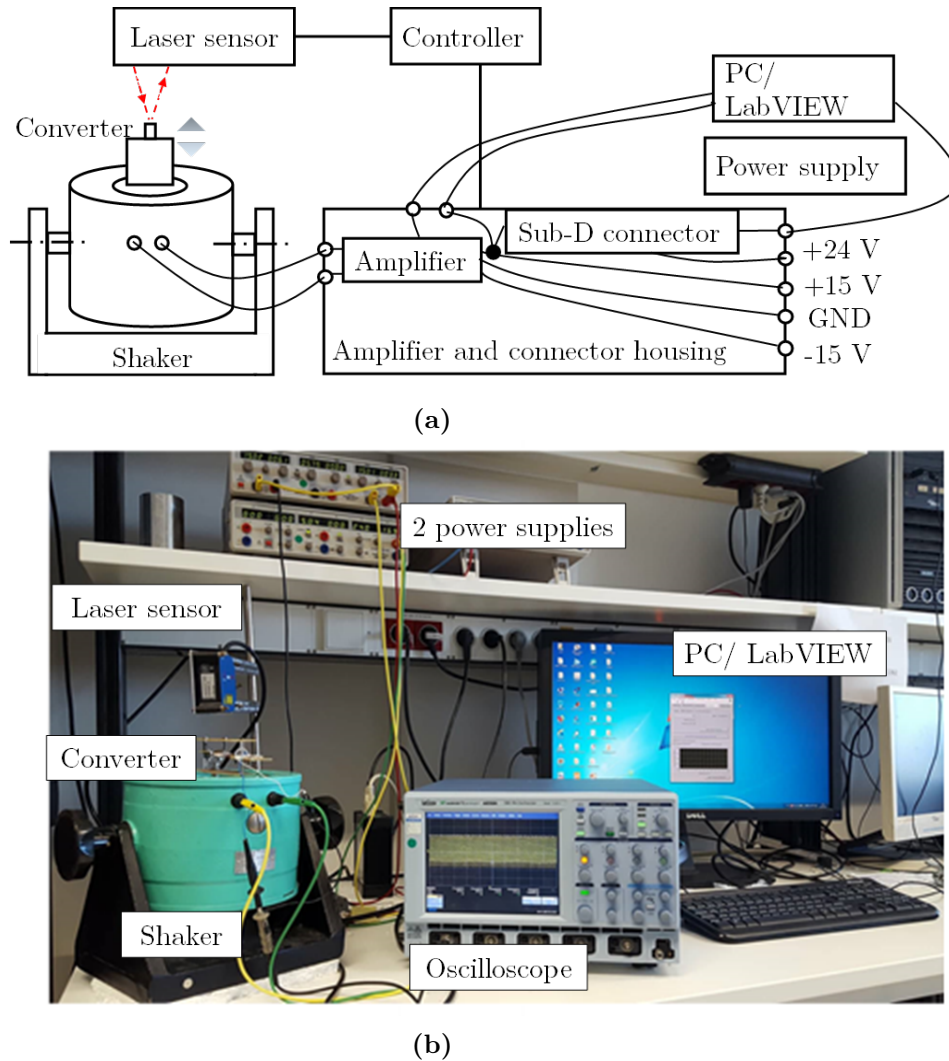 Laser sensor
Controller
PC/
LabVIEW
Converter
Power supply
Sub-D connector
Amplifier
+24 V
+15 V
GND
-15 V
Amplifier and connector housing
Shaker
(a)
2 power supplies
Laser sensor
PC/ LabVIEW
Converter
DELL
Shaker
Oscilloscope
(b)